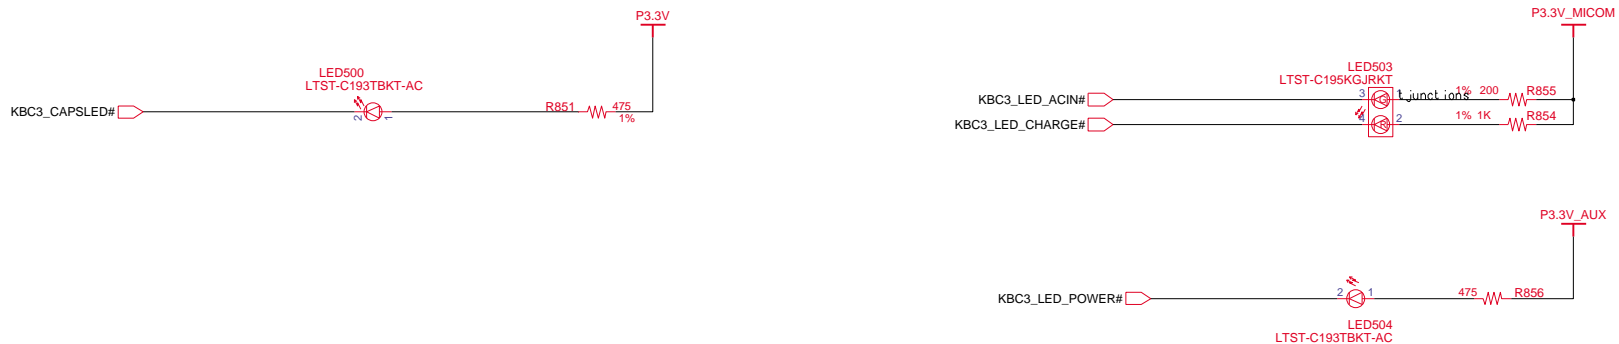 P3.3V
LED500
LTST-C193TBKT-AC
KBC3_CAPSLED#
2
1
R851
475
1%
P3.3V_MICOM
LED503
LTST-C195KGJRKT
KBC3_LED_ACIN#
3
G
1
tjunctions
1% 200
R855
KBC3_LED_CHARGE#
4
R
2
1% 1K
R854
P3.3V_AUX
KBC3_LED_POWER#
2
1
475
R856
LED504
LTST-C193TBKT-AC